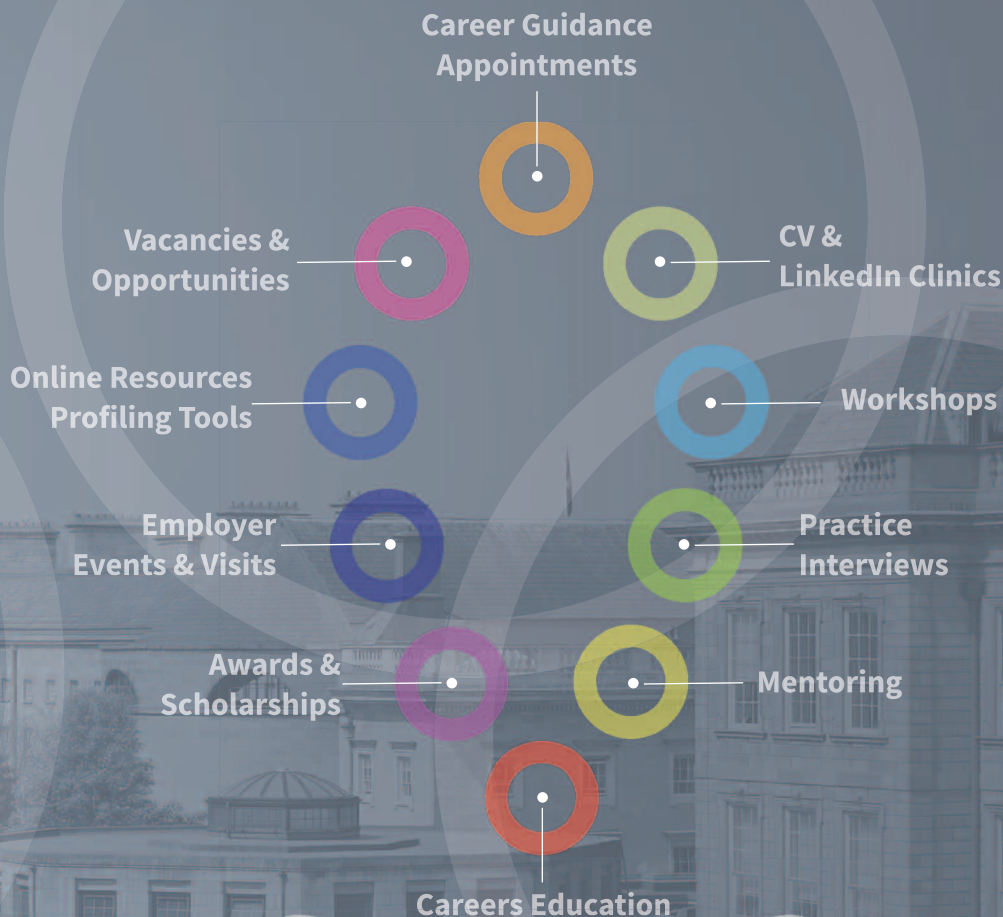 Career Guidance
Appointments
Vacancies &
Opportunities
CV &
LinkedIn Clinics
Online Resources
Profiling Tools
Workshops
Employer
Events & Visits
Practice
Interviews
Awards &
Scholarships
Mentoring
Careers Education